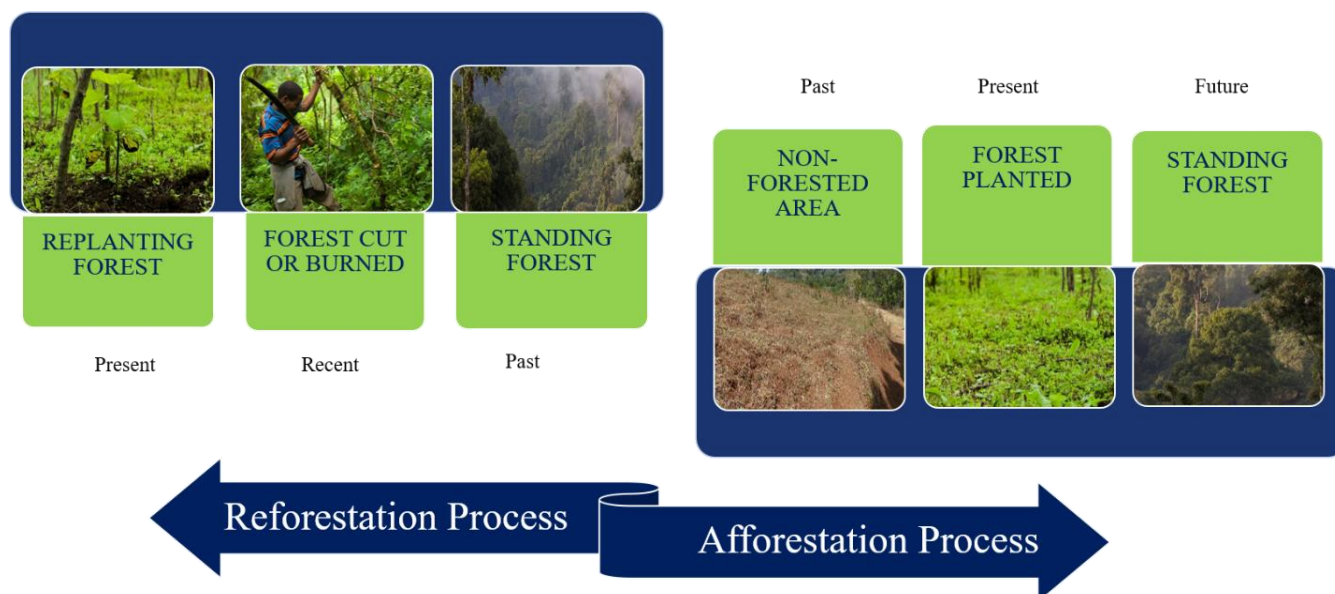 REPLANTING
FOREST
FOREST CUT
OR BURNED
STANDING
FOREST
Present
Recent
Past
Past
Present
Future
NON-
FORESTED
AREA
FOREST
PLANTED
STANDING
FOREST
Reforestation Process
Afforestation Process